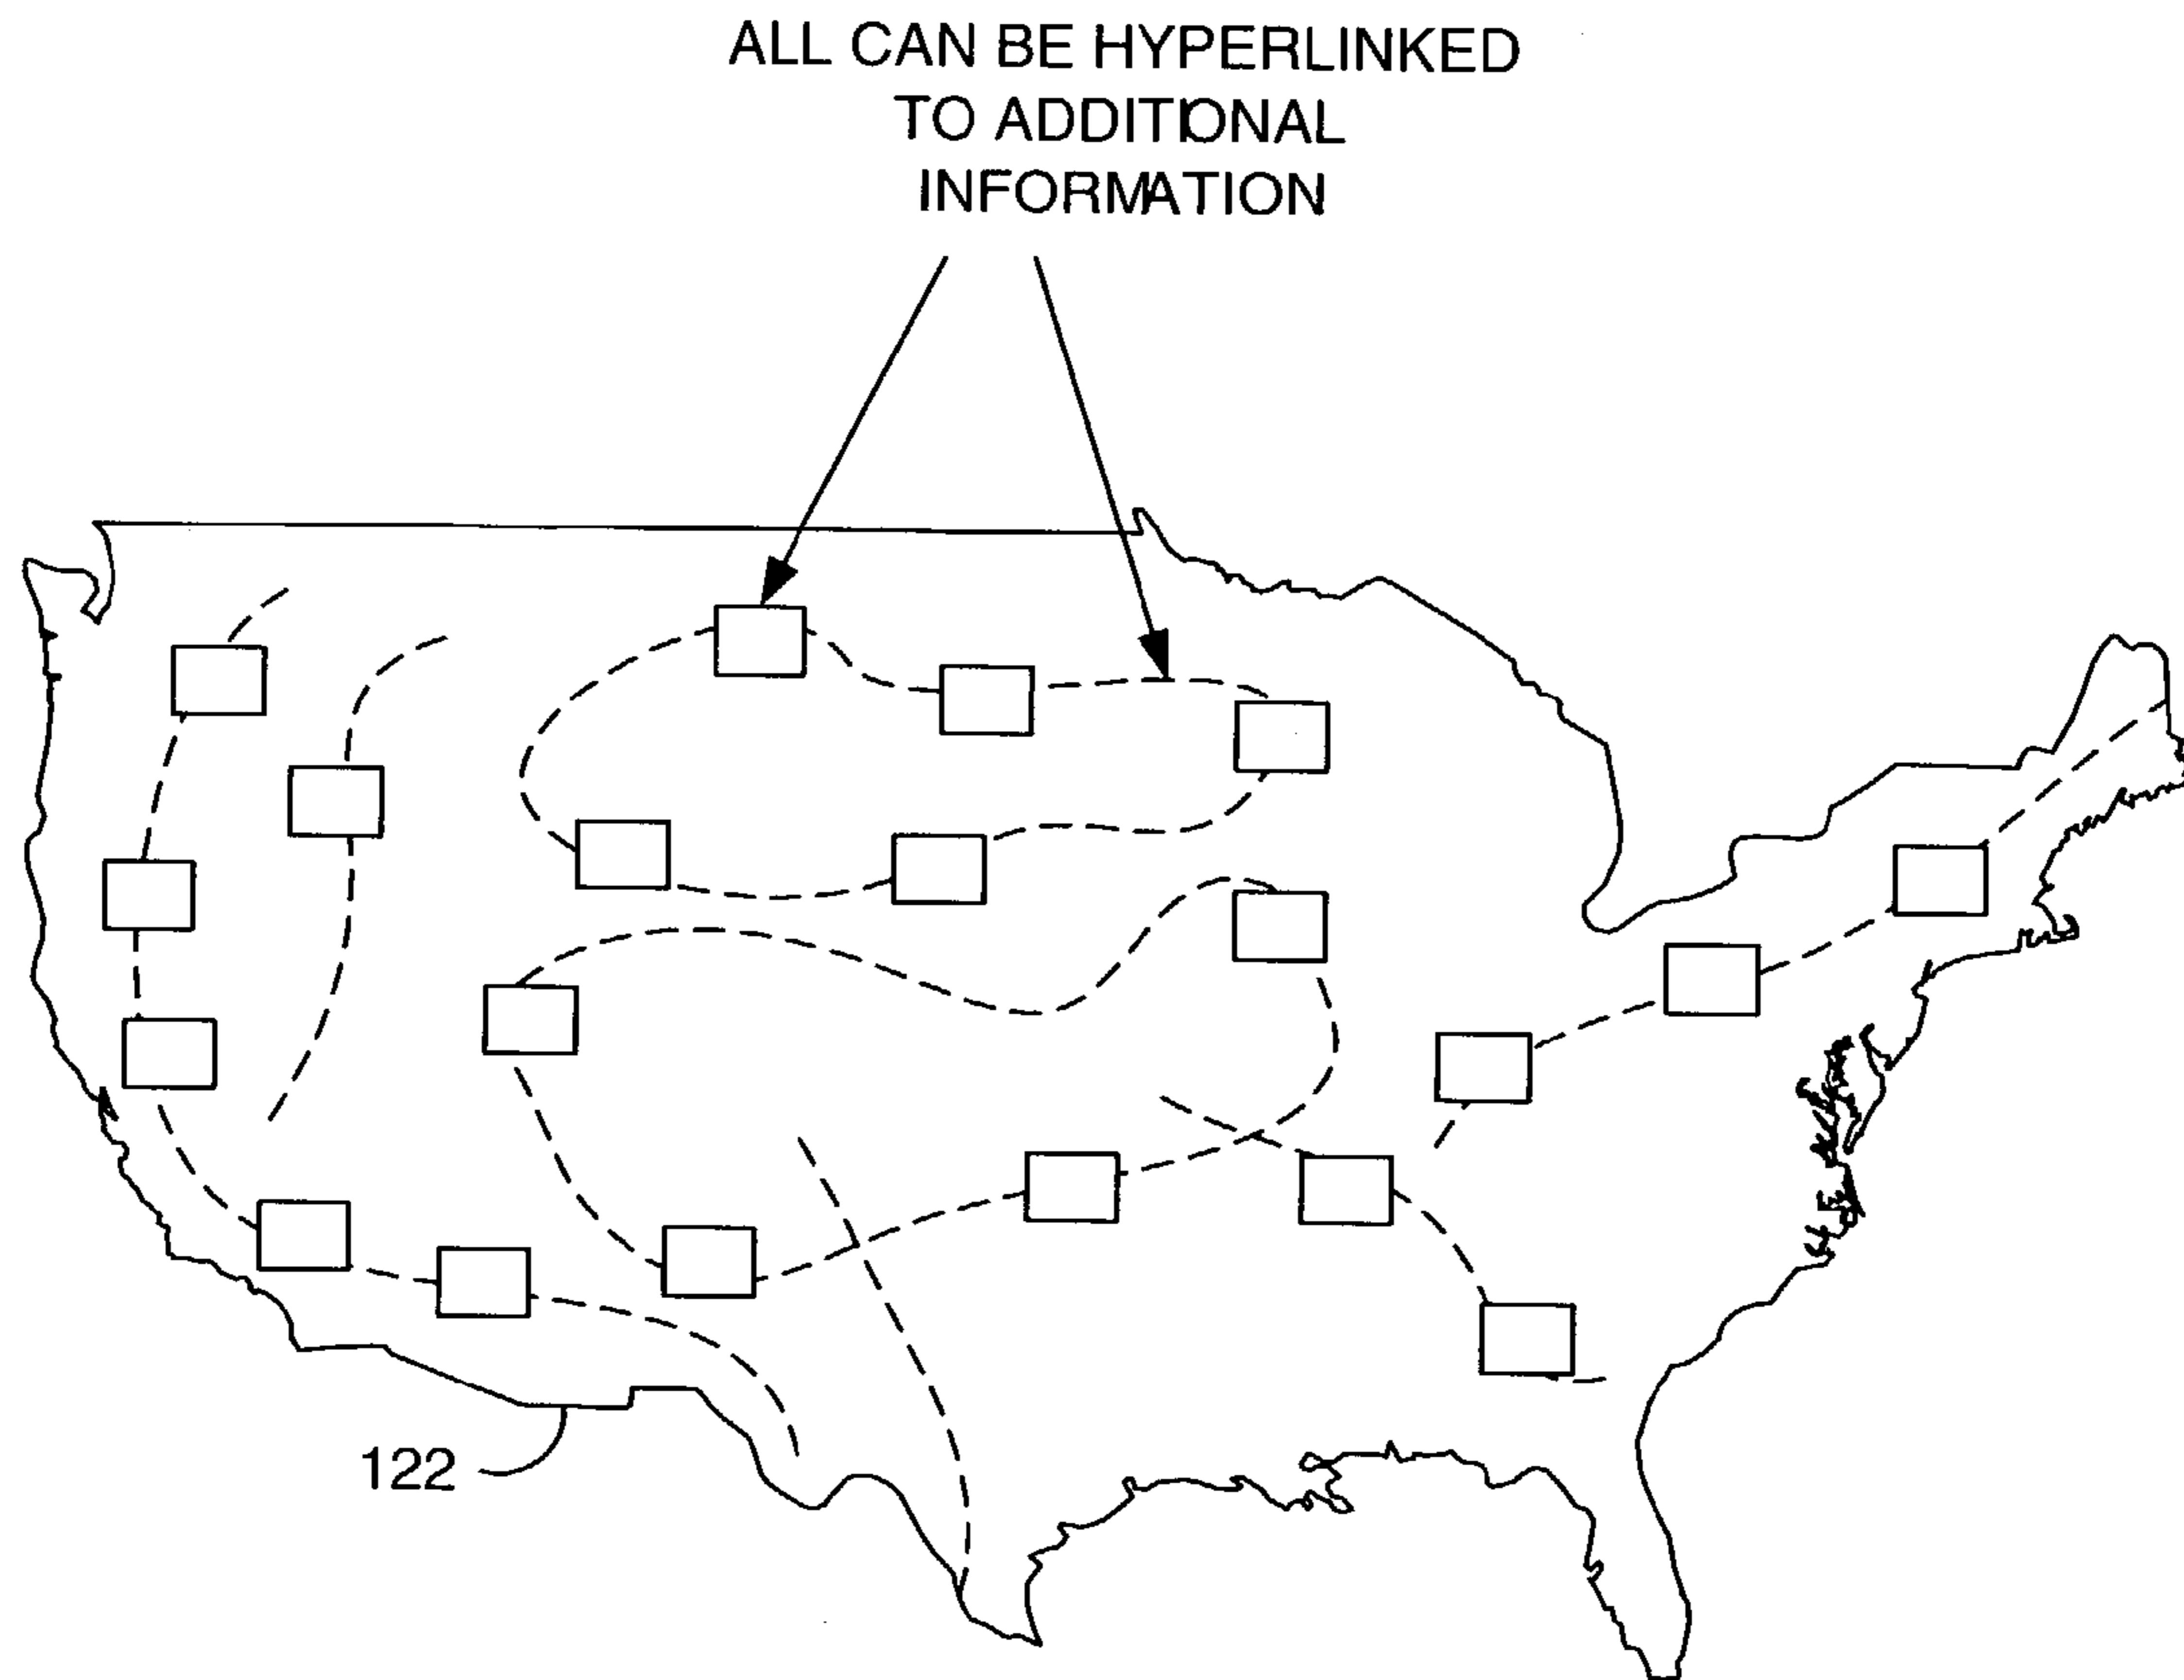 ALL CAN BE HYPERLINKED
TO ADDITIONAL
INFORMATION
122